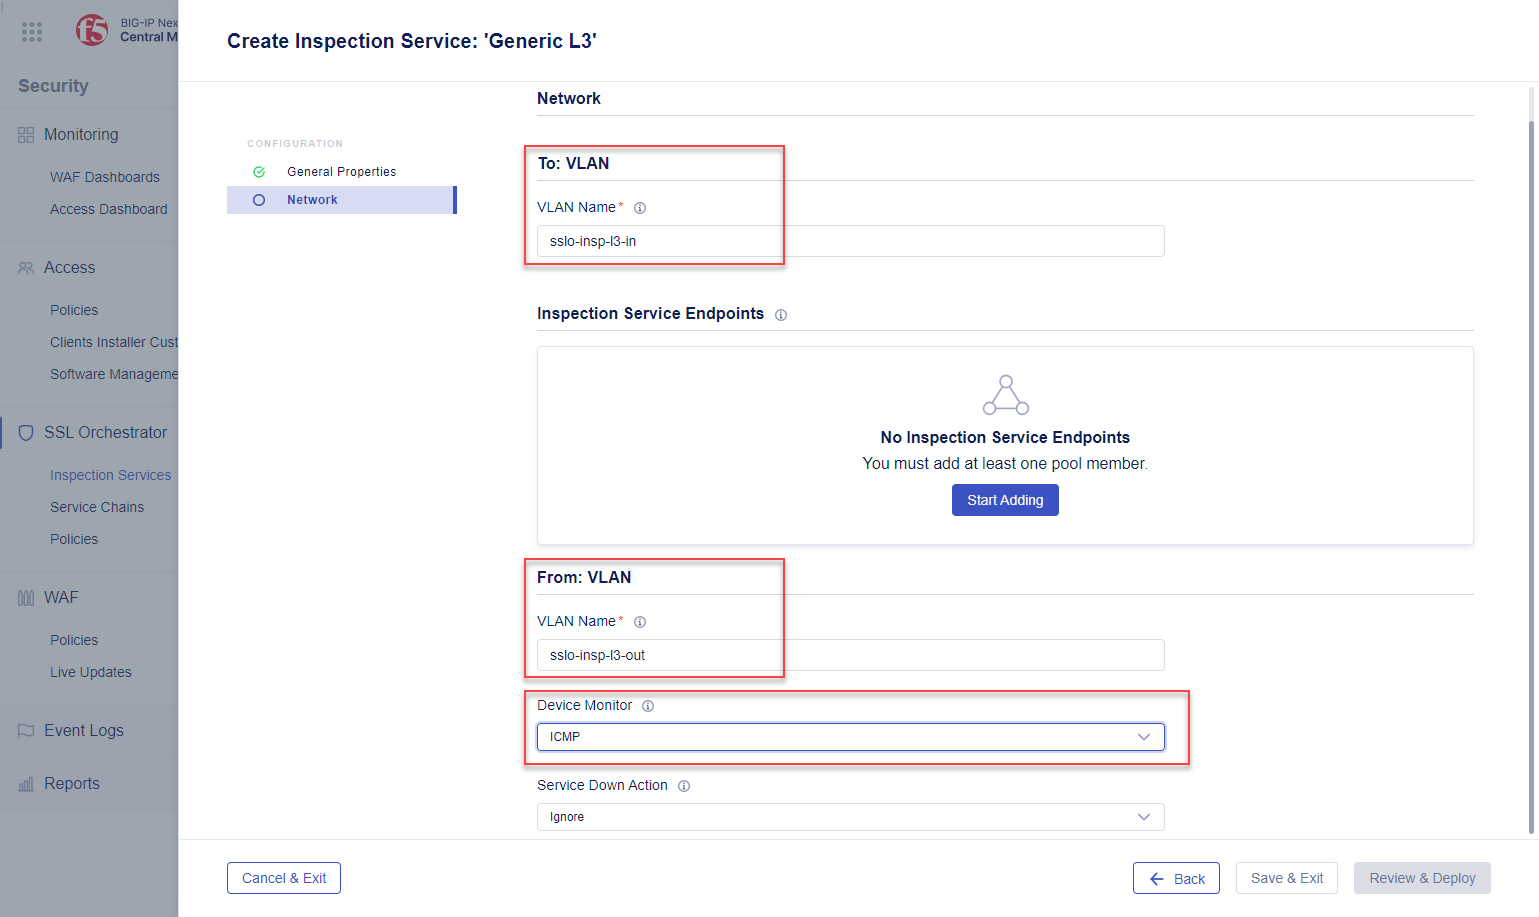 BIG-IP Nex
Central M
f5
Create Inspection Service: 'Generic L3'
Security
Monitoring
WAF Dashboards
Access Dashboard
Access
Policies
Clients Installer Cust
Software Manageme
SSL Orchestrator
Inspection Services
Service Chains
Policies
WAF
Policies
Live Updates
Event Logs
Reports
CONFIGURATION
General Properties
Network
Network
To: VLAN
VLAN Name*
sslo-insp-l3-in
Inspection Service Endpoints
No Inspection Service Endpoints
You must add at least one pool member.
Start Adding
From: VLAN
VLAN Name*
sslo-insp-l3-out
Device Monitor
ICMP
Service Down Action
Ignore
Cancel & Exit
Back
Save & Exit
Review & Deploy